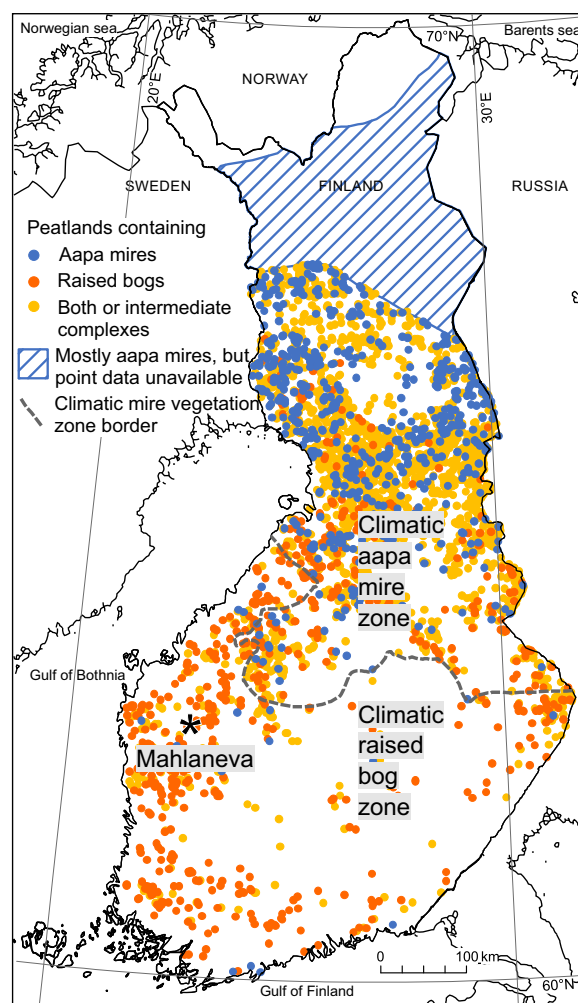 Norwegian sea
Barents sea
70°N
NORWAY
20°E
30°E
SWEDEN
FINLAND
RUSSIA
Peatlands containing
Aapa mires
Raised bogs
Both or intermediate
complexes
Mostly aapa mires, but
point data unavailable
Climatic mire vegetation
zone border
Climatic
aapa
mire
zone
Gulf of Bothnia
Climatic
raised
bog
zone
*
Mahlaneva
0
100 km
60°N
Gulf of Finland